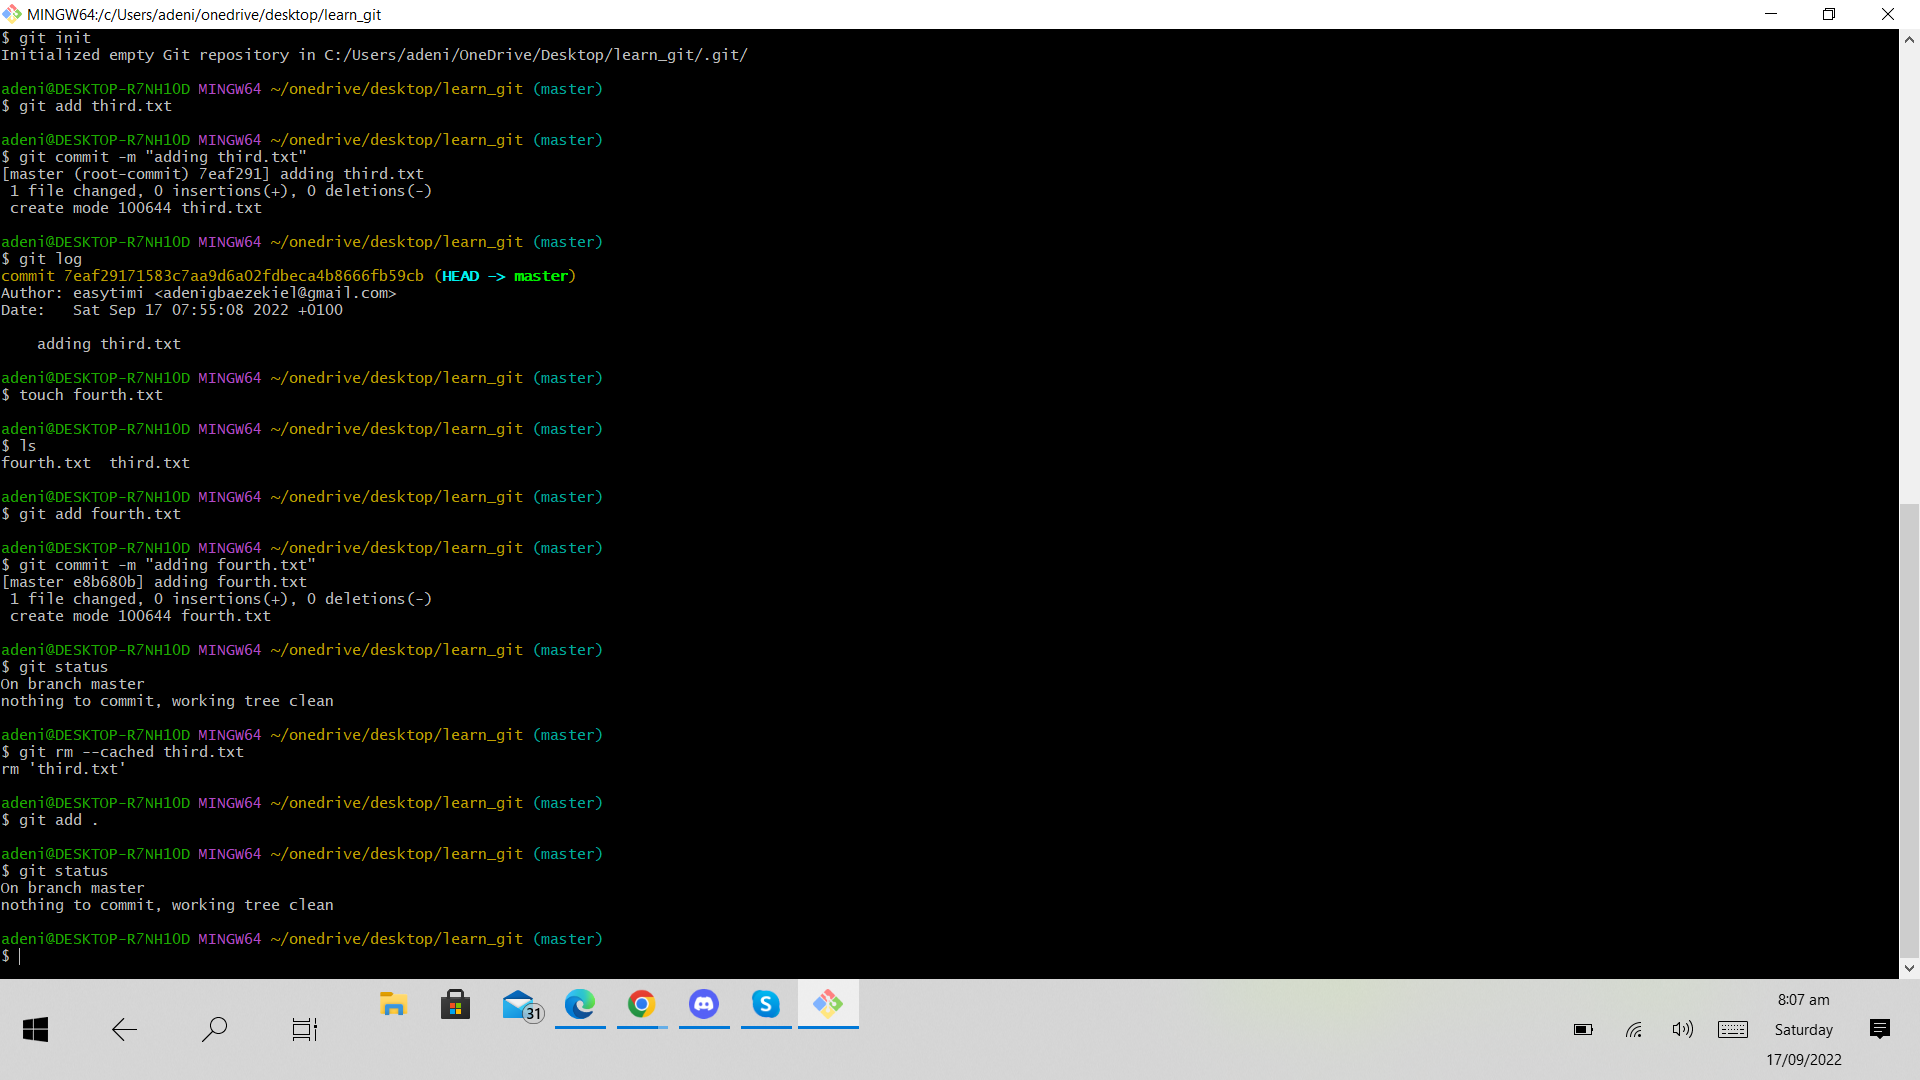 MINGW64:/c/Users/adeni/onedrive/desktop/learn_git
$ git init
Initialized empty Git repository in C:/Users/adeni/OneDrive/Desktop/learn_git/.git/
adeni@DESKTOP-R7NH1OD MINGW64 ~/onedrive/desktop/learn_git (master)
$ git add third.txt
adeni@DESKTOP-R7NH1OD MINGW64 ~/onedrive/desktop/learn_git (master)
$ git commit -m "adding third.txt"
[master (root-commit) 7eaf291] adding third.txt
1 file changed, 0 insertions(+), 0 deletions(-)
create mode 100644 third.txt
adeni@DESKTOP-R7NH1OD MINGW64 ~/onedrive/desktop/learn_git (master)
$ git log
commit 7eaf29171583c7aa9d6a02fdbeca4b8666fb59cb (HEAD -> master)
Author: easytimi <adenigbaezekiel@gmail.com>
Date:   Sat Sep 17 07:55:08 2022 +0100
adding third.txt
adeni@DESKTOP-R7NH1OD MINGW64 ~/onedrive/desktop/learn_git (master)
$ touch fourth.txt
adeni@DESKTOP-R7NH1OD MINGW64 ~/onedrive/desktop/learn_git (master)
$ ls
fourth.txt  third.txt
adeni@DESKTOP-R7NH1OD MINGW64 ~/onedrive/desktop/learn_git (master)
$ git add fourth.txt
adeni@DESKTOP-R7NH1OD MINGW64 ~/onedrive/desktop/learn_git (master)
$ git commit -m "adding fourth.txt"
[master e8b680b] adding fourth.txt
1 file changed, 0 insertions(+), 0 deletions(-)
create mode 100644 fourth.txt
adeni@DESKTOP-R7NH1OD MINGW64 ~/onedrive/desktop/learn_git (master)
$ git status
On branch master
nothing to commit, working tree clean
adeni@DESKTOP-R7NH1OD MINGW64 ~/onedrive/desktop/learn_git (master)
$ git rm --cached third.txt
rm 'third.txt'
adeni@DESKTOP-R7NH1OD MINGW64 ~/onedrive/desktop/learn_git (master)
$ git add .
adeni@DESKTOP-R7NH1OD MINGW64 ~/onedrive/desktop/learn_git (master)
$ git status
On branch master
nothing to commit, working tree clean
adeni@DESKTOP-R7NH1OD MINGW64 ~/onedrive/desktop/learn_git (master)
$
31
8:07 am
Saturday
17/09/2022